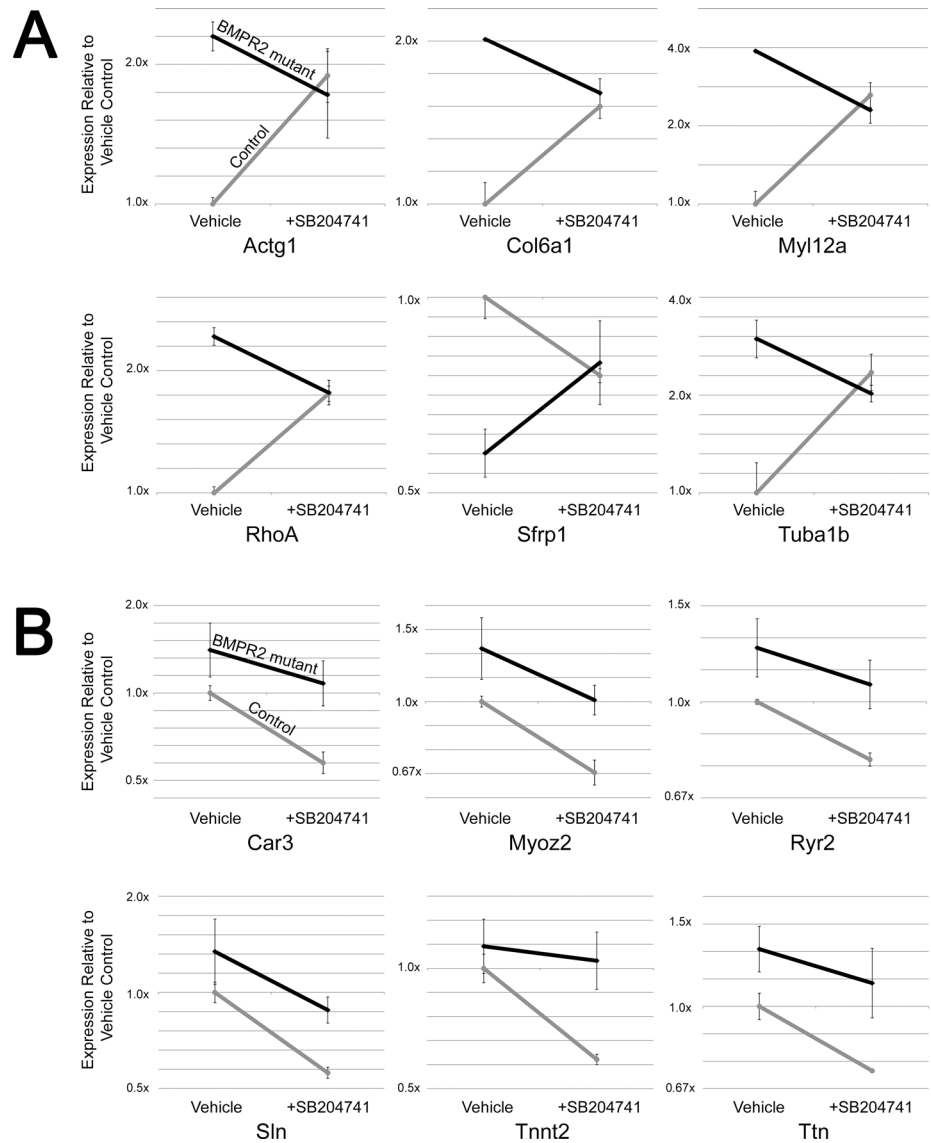 A
Expression Relative to
Vehicle Control
2.0x
1.0x
BMPR2 mutant
Control
Vehicle
+SB204741
Actg1
2.0x
1.0x
Vehicle
+SB204741
Col6a1
4.0x
2.0x
1.0x
Vehicle
+SB204741
Myl12a
Expression Relative to
Vehicle Control
2.0x
1.0x
Vehicle
+SB204741
RhoA
1.0x
0.5x
Vehicle
+SB204741
Sfrp1
4.0x
2.0x
1.0x
Vehicle
+SB204741
Tuba1b
B
Expression Relative to
Vehicle Control
2.0x
1.0x
0.5x
BMPR2 mutant
Control
Vehicle
+SB204741
Car3
1.5x
1.0x
0.67x
Vehicle
+SB204741
Myoz2
1.5x
1.0x
0.67x
Vehicle
+SB204741
Ryr2
Expression Relative to
Vehicle Control
2.0x
1.0x
0.5x
Vehicle
+SB204741
Sln
1.0x
0.5x
Vehicle
+SB204741
Tnnt2
1.5x
1.0x
0.67x
Vehicle
+SB204741
Ttn